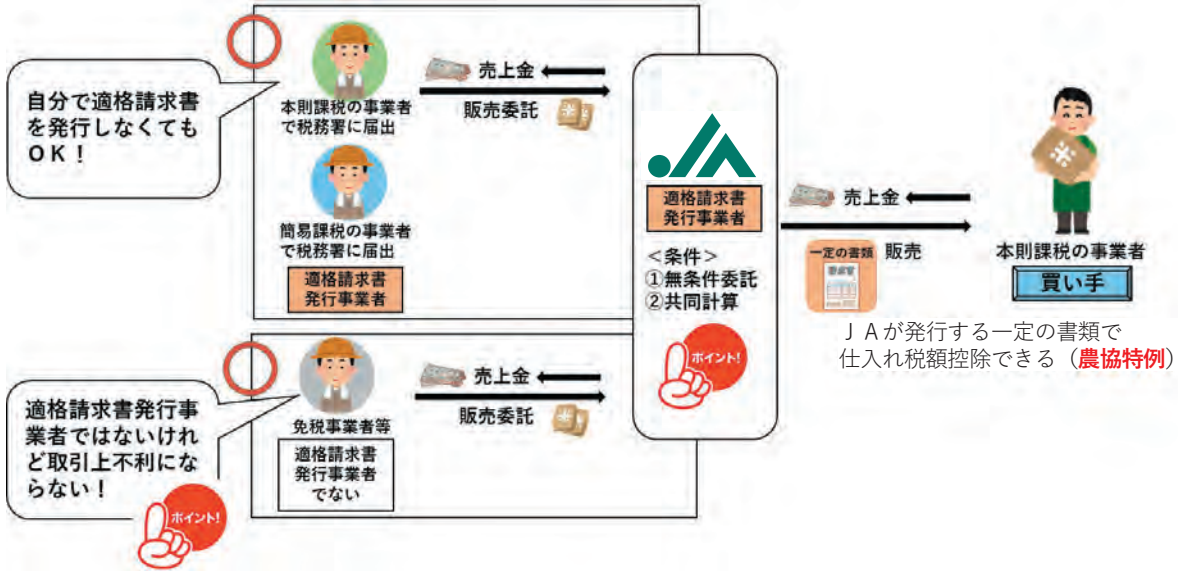 自分で適格請求書
を発行しなくても
OK！
本則課税の事業者
で税務署に届出
簡易課税の事業者
で税務署に届出
適格請求書
発行事業者
売上金
販売委託
米
適格請求書発行事
業者ではないけれ
ど取引上不利にな
らない！
ポイント!
免税事業者等
適格請求書
発行事業者
でない
売上金
販売委託
米
JA
適格請求書
発行事業者
＜条件＞
①無条件委託
②共同計算
ポイント!
売上金
一定の書類
請求書
販売
米
本則課税の事業者
買い手
ＪＡが発行する一定の書類で
仕入れ税額控除できる（農協特例）